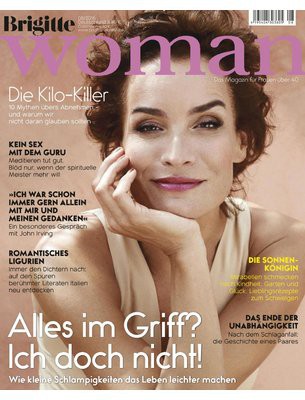 Brigitte
woman
Das Magazin für Frauen über 40
Die Kilo-Killer
10 Mythen übers Abnehmen –
und warum wir
nicht daran glauben sollten
KEIN SEX
MIT DEM GURU
Meditieren tut gut.
Blöd nur, wenn der spirituelle
Meister mehr will
»ICH WAR SCHON
IMMER GERN ALLEIN
MIT MIR UND
MEINEN GEDANKEN«
Ein besonderes Gespräch
mit John Irving
ROMANTISCHES
LIGURIEN
Immer den Dichtern nach:
auf den Spuren
berühmter Literaten Italien
neu entdecken
DIE SONNEN-
KÖNIGIN
Mirabellen schmecken
nach Kindheit, Garten und
Glück. Lieblingsrezepte
zum Schwelgen
DAS ENDE DER
UNABHÄNGIGKEIT
Nach dem Schlaganfall:
die Geschichte eines Paares
Alles im Griff?
Ich doch nicht!
Wie kleine Schlampigkeiten das Leben leichter machen